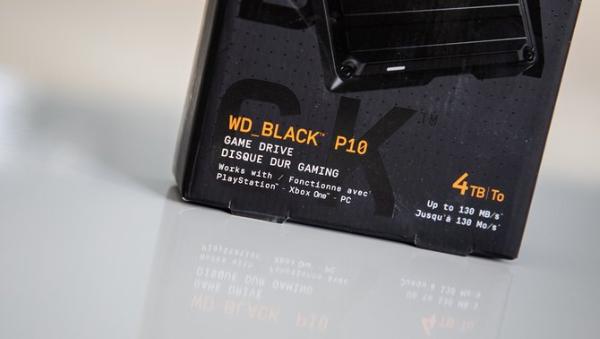 WD_BLACK™ P10
GAME DRIVE
DISQUE DUR GAMING
Works with / Fonctionne avec
PlayStation™ - Xbox One™ - PC
4TB|To
Up to 130 MB/s
Jusqu'à 130 Mo/s